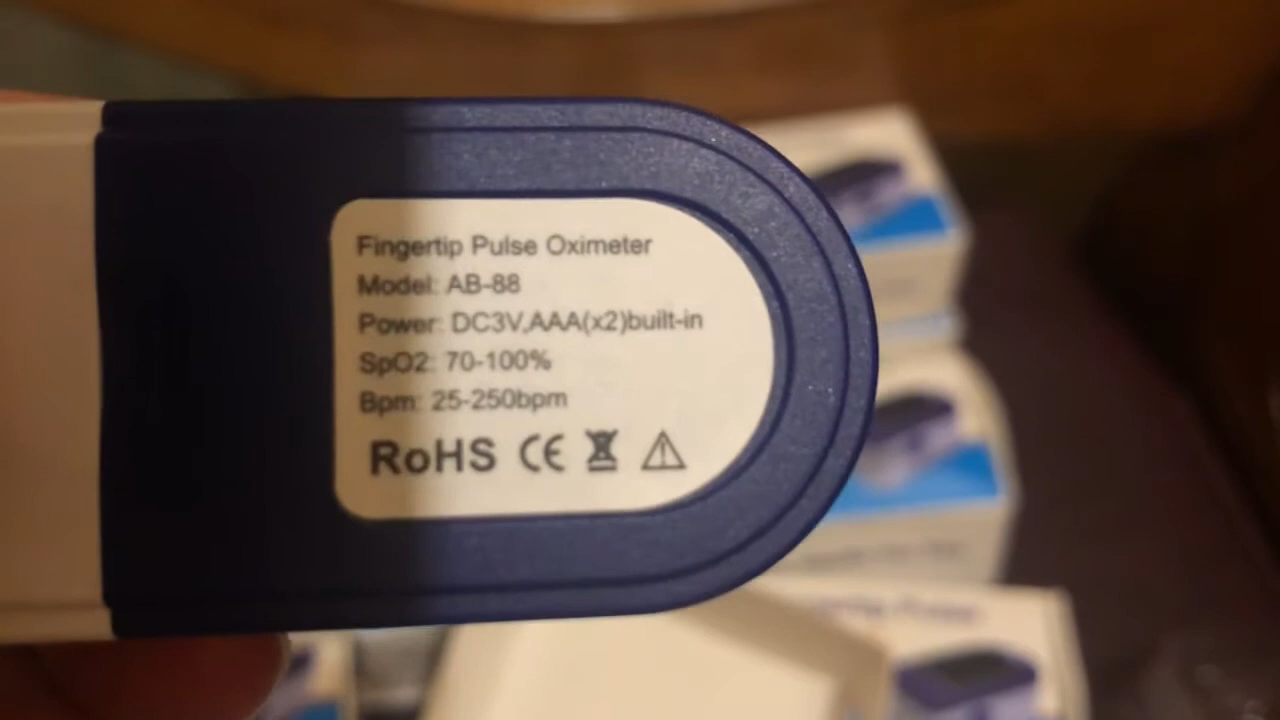 Fingertip Pulse Oximeter
Model: AB-88
Power: DC3V,AAA(x2)built-in
SpO2: 70-100%
Bpm: 25-250bpm
RoHS CE